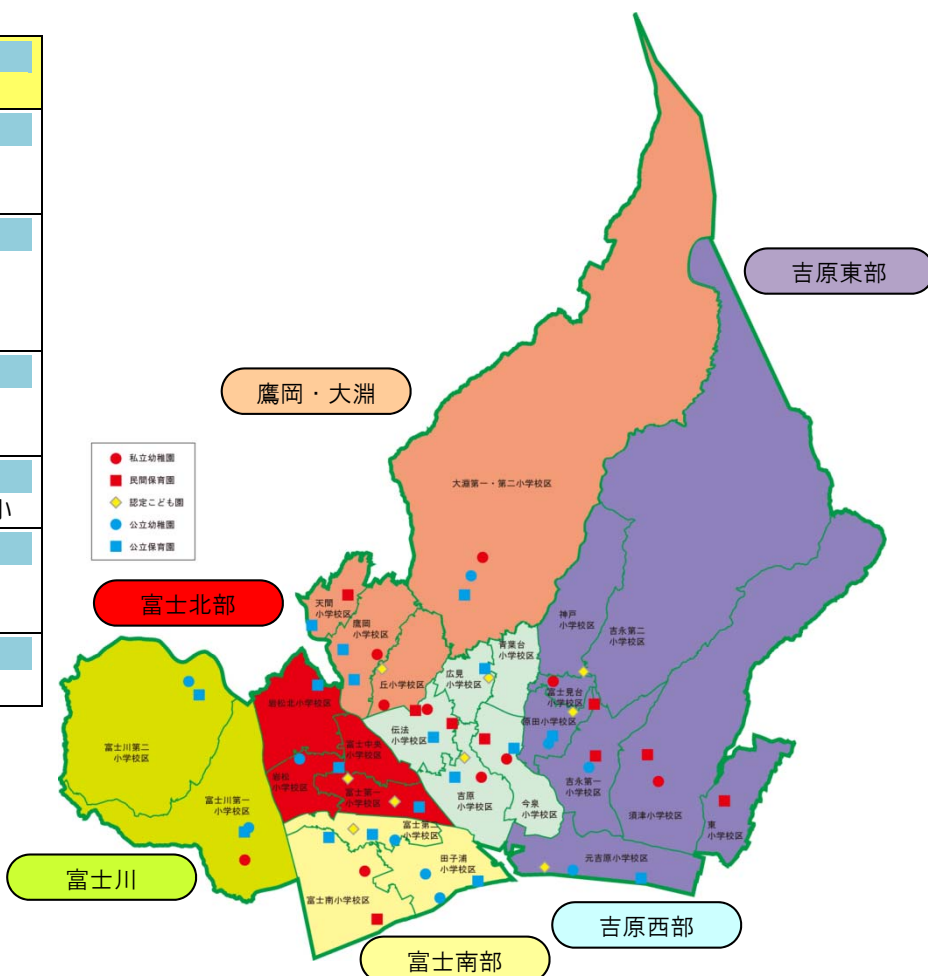 吉原東部
鷹岡・大淵
私立幼稚園
民間保育園
認定こども園
公立幼稚園
公立保育園
大淵第一・第二小学校区
小
富士北部
天間
小学校区
鷹岡
小学校区
神戸
小学校区
吉永第二
小学校区
青葉台
小学校区
広見
小学校区
丘小学校区
富士見台
小学校区
岩松北小学校区
原田小学校区
伝法
小学校区
富士中央
小学校区
富士川第二
小学校区
岩松
小学校区
吉永第一
小学校区
富士第一
小学校区
吉原
小学校区
今泉
小学校区
富士川第一
小学校区
須津小学校区
東
小学校区
富士第二
小学校区
田子浦
小学校区
元吉原小学校区
富士川
富士南小学校区
吉原西部
富士南部